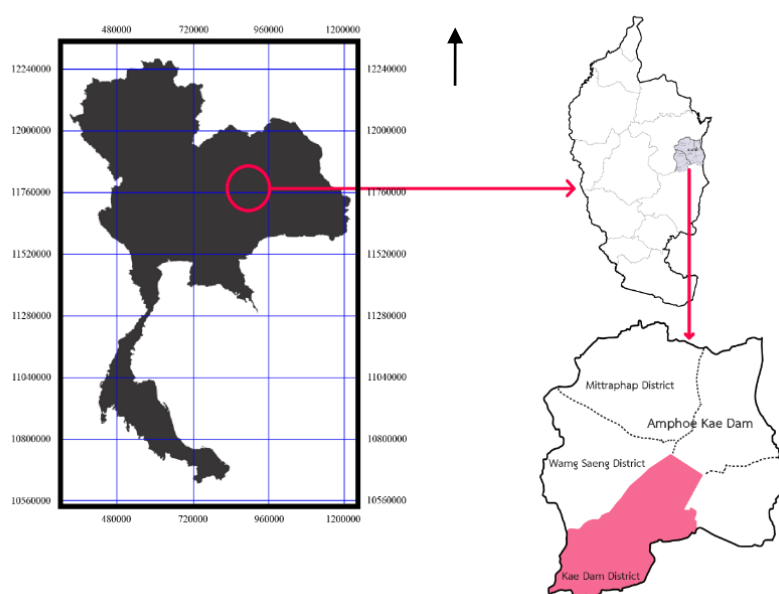 480000 720000 960000 1200000
12240000 12240000
12000000 12000000
11760000 11760000
11520000 11520000
11280000 11280000
11040000 11040000
10800000 10800000
10560000 10560000
480000 720000 960000 1200000
Mittraphap District
Amphoe Kae Dam
Wamg Saeng District
Kae Dam District